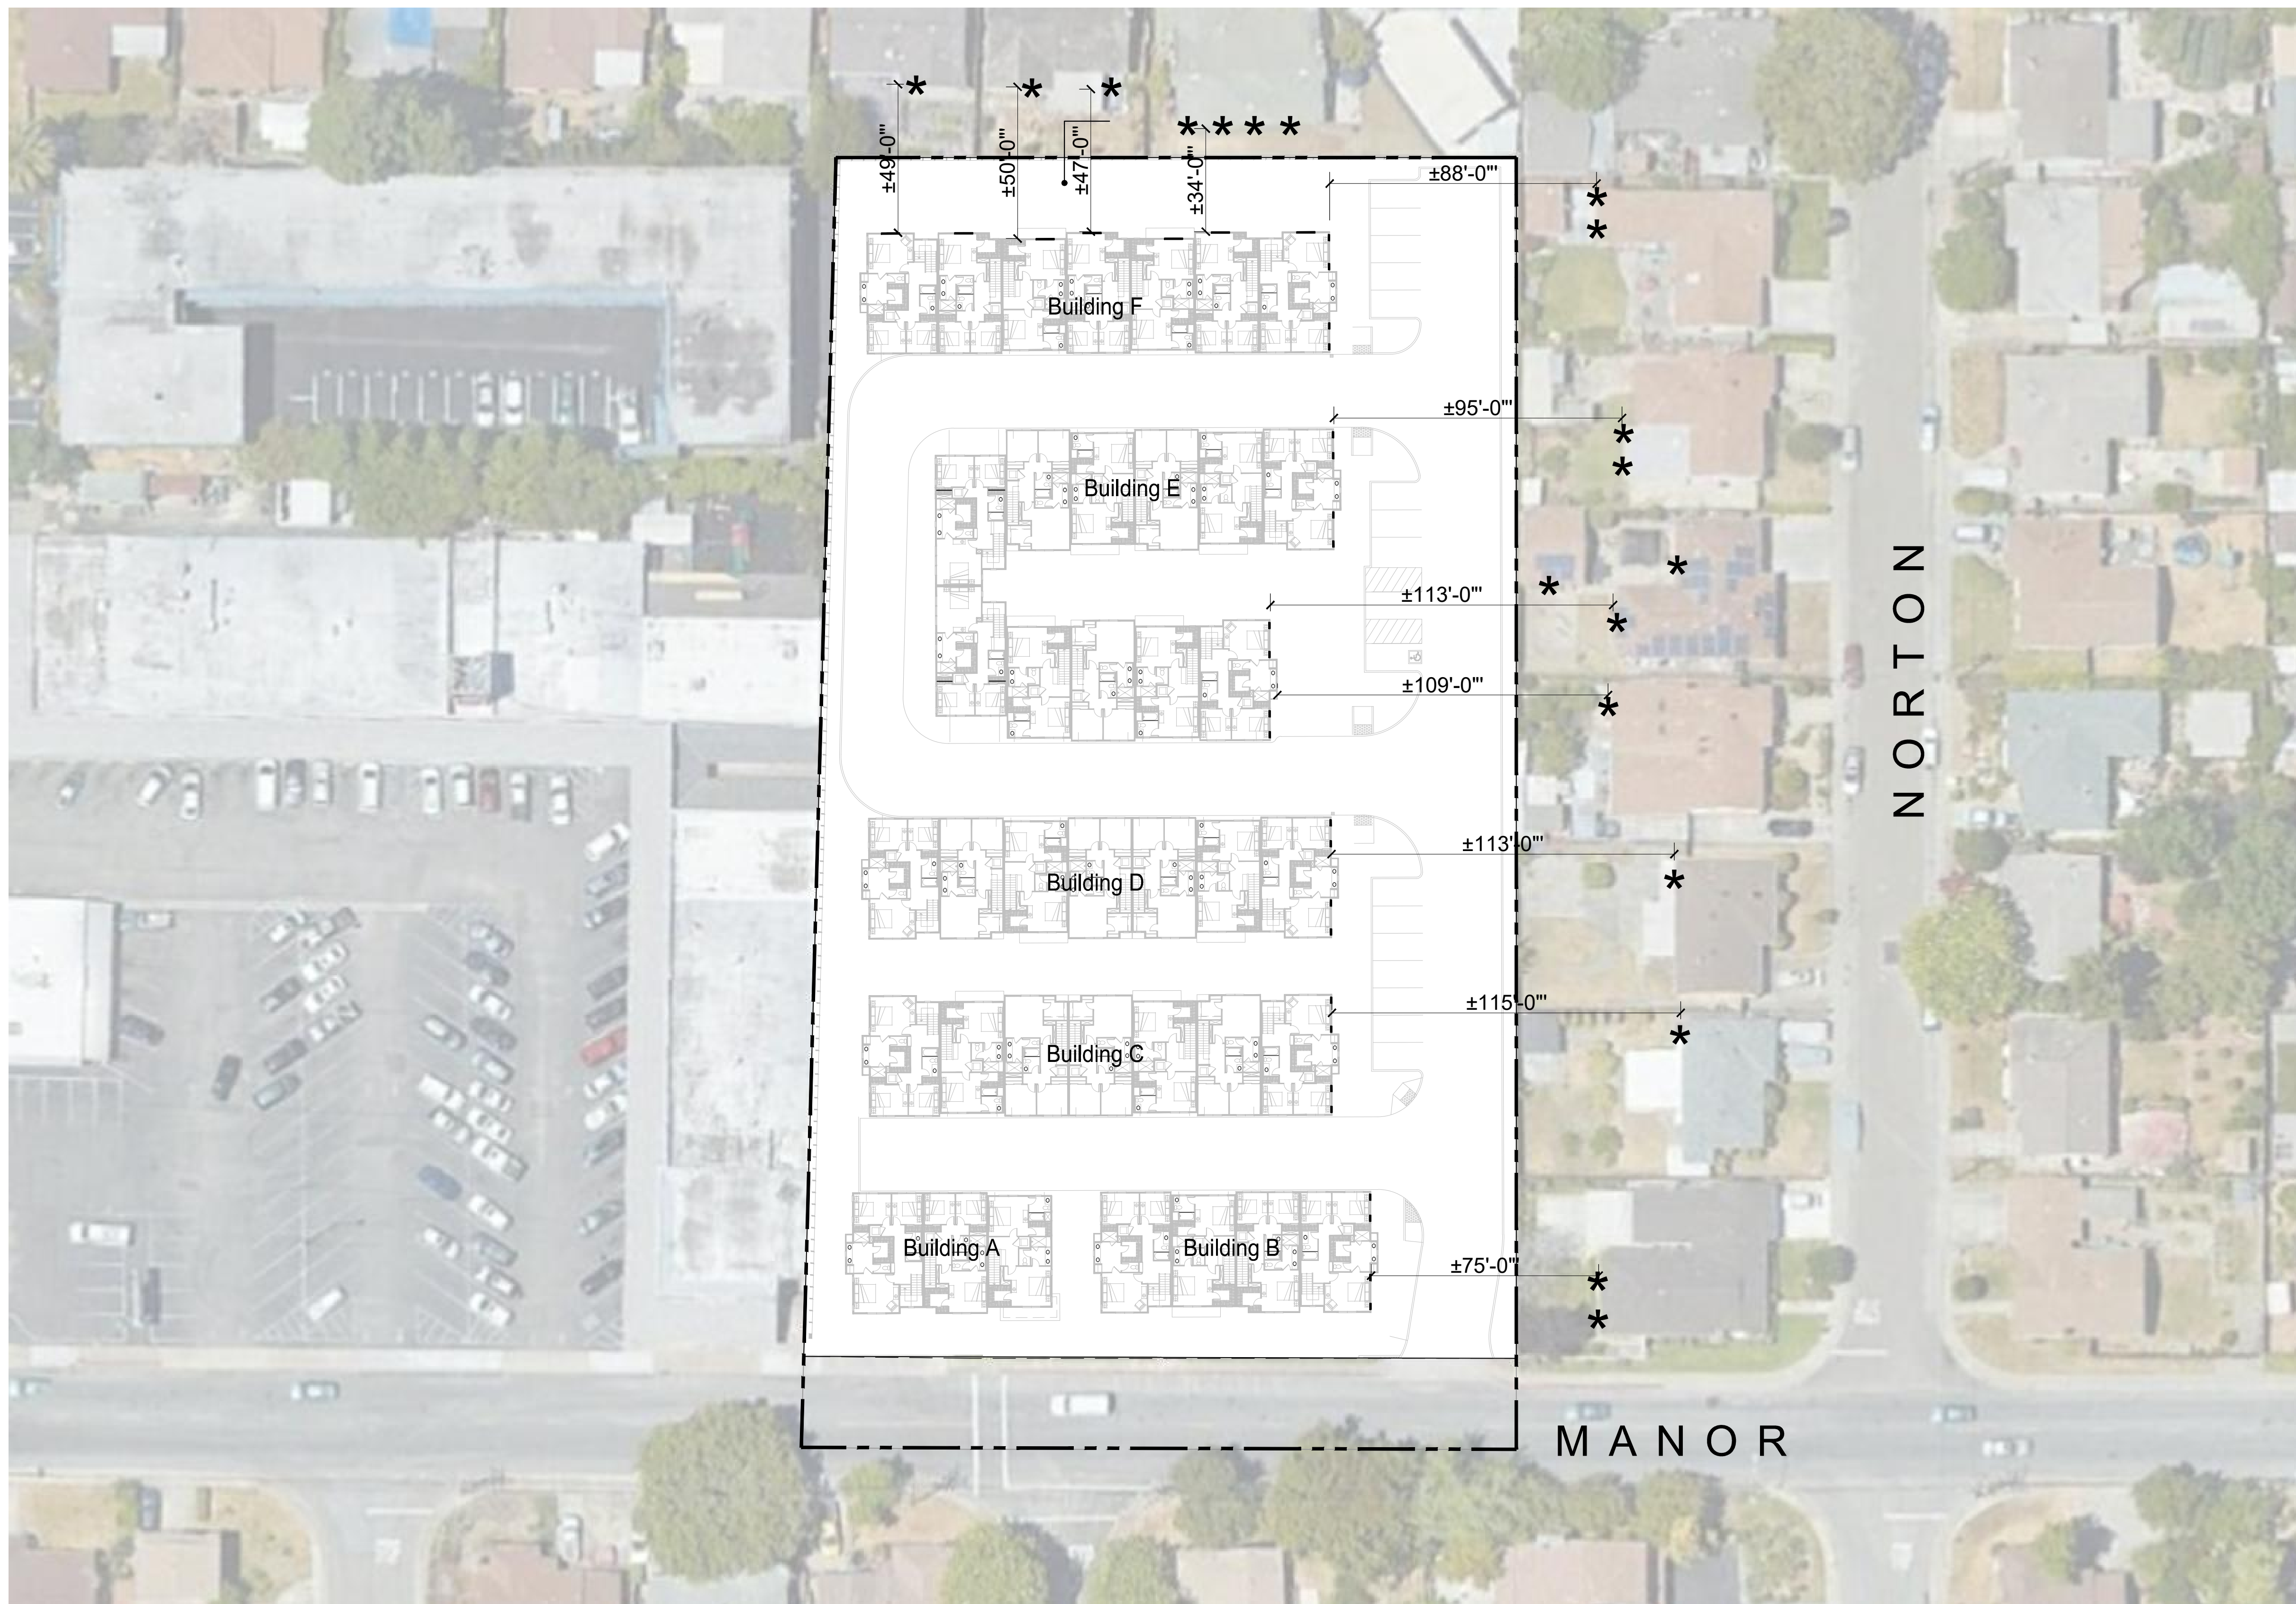 *
*
*
* * * *
±49'-0"'
±50'-0"'
±47'-0"'
±34'-0"'
±88'-0"'
*
*
Building F
±95'-0"'
*
*
Building E
*
*
±113'-0"'
*
±109'-0"'
*
NORTON
±113'-0"'
*
Building D
±115'-0"'
*
Building C
Building A
Building B
±75'-0"'
*
*
MANOR